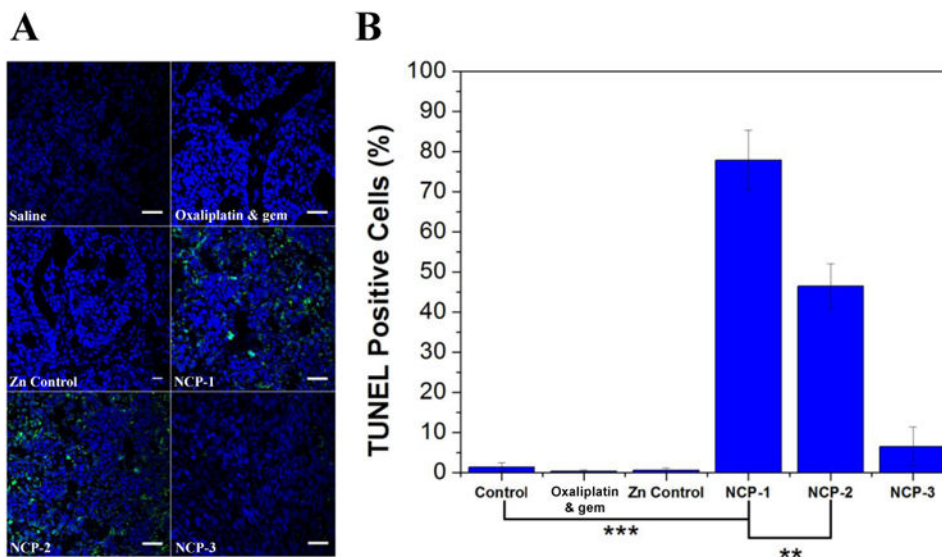 A
Saline
Oxaliplatin & gem
Zn Control
NCP-1
NCP-2
NCP-3
B
TUNEL Positive Cells (%)
100
90
80
70
60
50
40
30
20
10
0
Control
Oxaliplatin
& gem
Zn Control
NCP-1
NCP-2
NCP-3
***
**